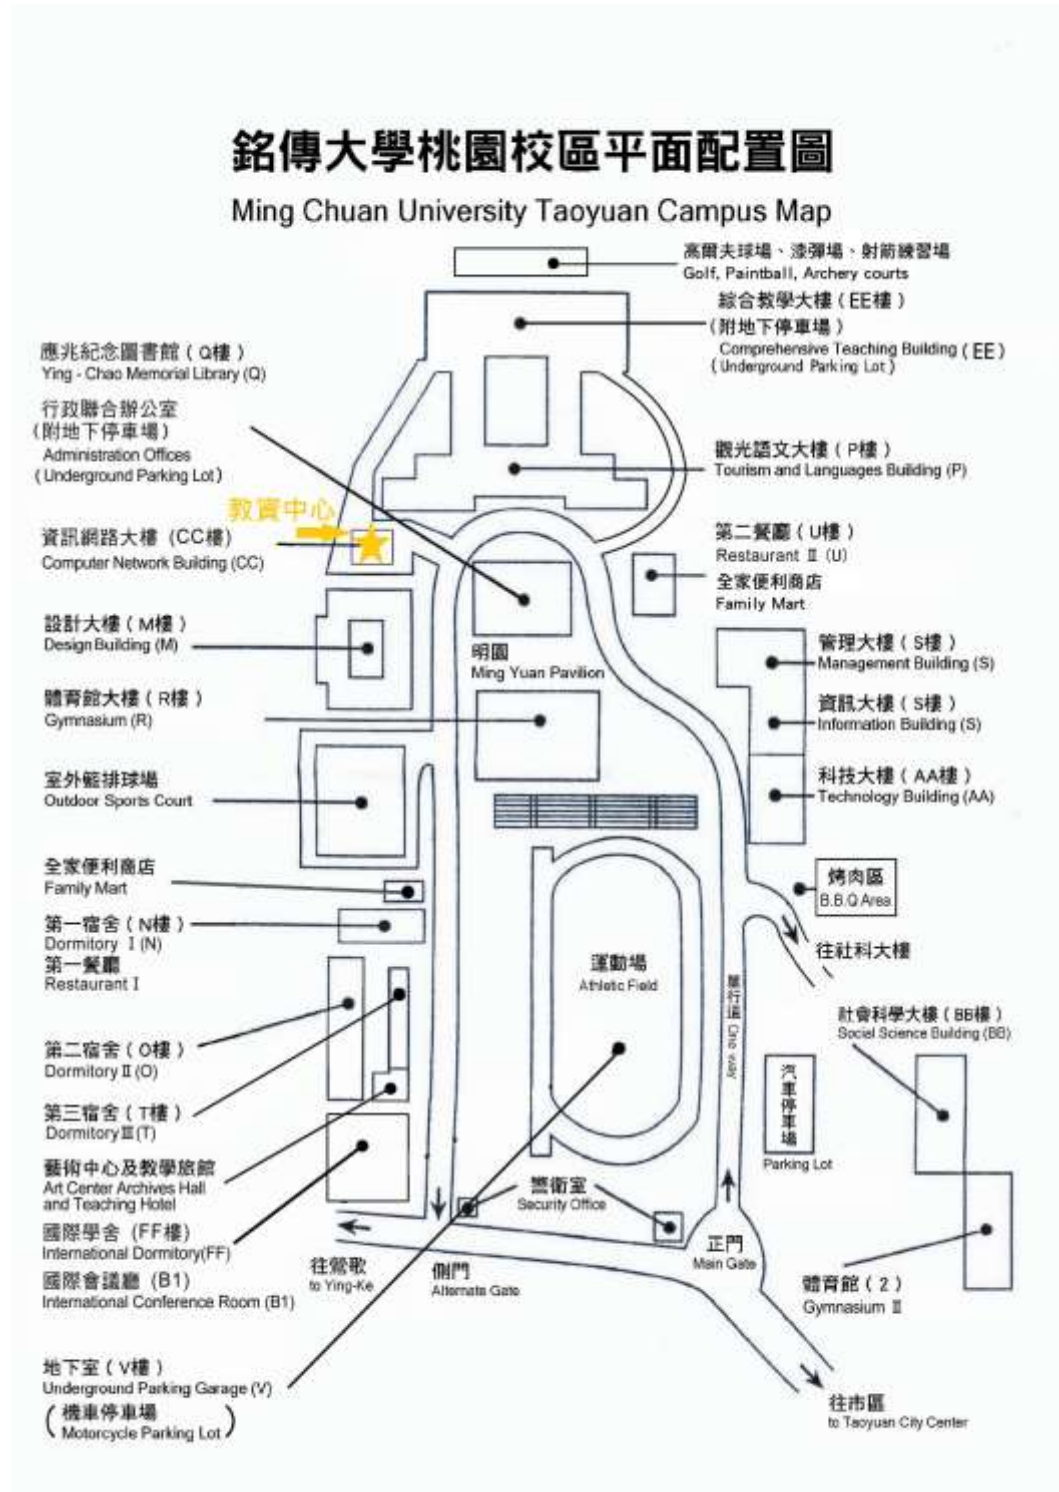 銘傳大學桃園校區平面配置圖
Ming Chuan University Taoyuan Campus Map
高爾夫球場、漆彈場、射箭練習場
Golf, Paintball, Archery courts
綜合教學大樓(EE樓)
(附地下停車場)
Comprehensive Teaching Building (EE)
(Underground Parking Lot)
應兆紀念圖書館(Q樓)
Ying - Chao Memorial Library (Q)
行政聯合辦公室
(附地下停車場)
Administration Offices
(Underground Parking Lot)
觀光語文大樓(P樓)
Tourism and Languages Building (P)
教資中心
資訊網路大樓 (CC樓)
Computer Network Building (CC)
第二餐廳(U樓)
Restaurant II (U)
全家便利商店
Family Mart
設計大樓(M樓)
Design Building (M)
明園
Ming Yuan Pavilion
管理大樓(S樓)
Management Building (S)
體育館大樓(R樓)
Gymnasium (R)
資訊大樓(S樓)
Information Building (S)
室外籃排球場
Outdoor Sports Court
科技大樓(AA樓)
Technology Building (AA)
全家便利商店
Family Mart
烤肉區
B.B.Q Area
第一宿舍(N樓)
Dormitory I (N)
第一餐廳
Restaurant I
往社科大樓
運動場
Athletic Field
單行道 One way
社會科學大樓(BB樓)
Social Science Building (BB)
第二宿舍(O樓)
Dormitory II (O)
汽車停車場
Parking Lot
第三宿舍(T樓)
Dormitory III (T)
藝術中心及教學旅館
Art Center Archives Hall
and Teaching Hotel
警衛室
Security Office
國際學舍 (FF樓)
International Dormitory(FF)
國際會議廳 (B1)
International Conference Room (B1)
往鶯歌
to Ying-Ke
側門
Alternate Gate
正門
Main Gate
體育館(2)
Gymnasium II
地下室(V樓)
Underground Parking Garage (V)
(機車停車場
Motorcycle Parking Lot)
往市區
to Taoyuan City Center